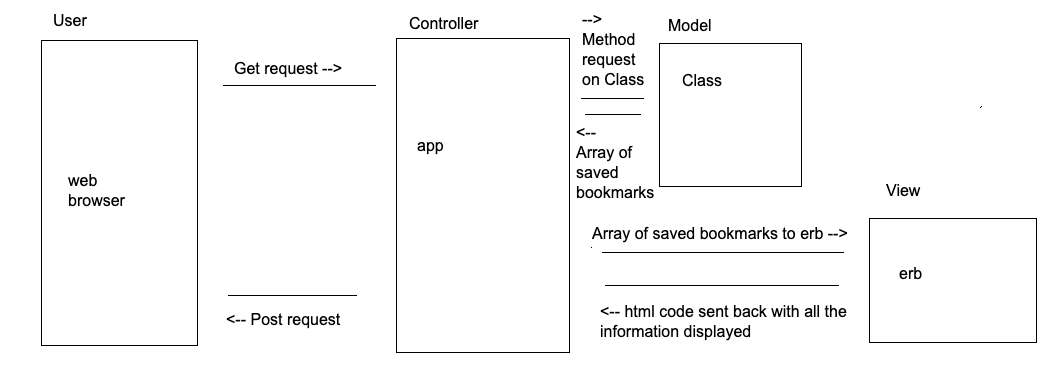 User
Controller
-->
Method
request
on Class
Model
Get request -->
Class
app
<--
Array of
saved
bookmarks
web
browser
View
Array of saved bookmarks to erb -->
erb
<-- Post request
<-- html code sent back with all the
information displayed